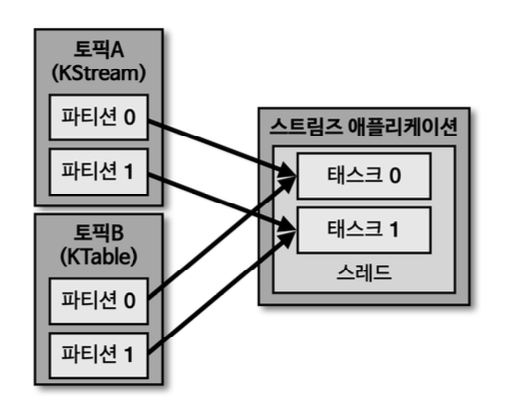 토픽A
(KStream)
파티션 0
파티션 1
토픽B
(KTable)
파티션 0
파티션 1
스트림즈 애플리케이션
태스크 0
태스크 1
스레드